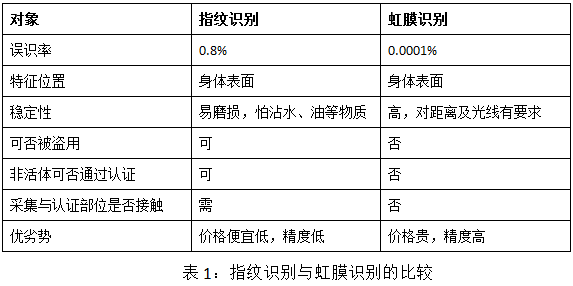 对象 指纹识别 虹膜识别
误识率 0.8% 0.0001%
特征位置 身体表面 身体表面
稳定性 易磨损，怕沾水、油等物质 高，对距离及光线有要求
可否被盗用 可 否
非活体可否通过认证 可 否
采集与认证部位是否接触 需 否
优劣势 价格便宜低，精度低 价格贵，精度高
表 1：指纹识别与虹膜识别的比较